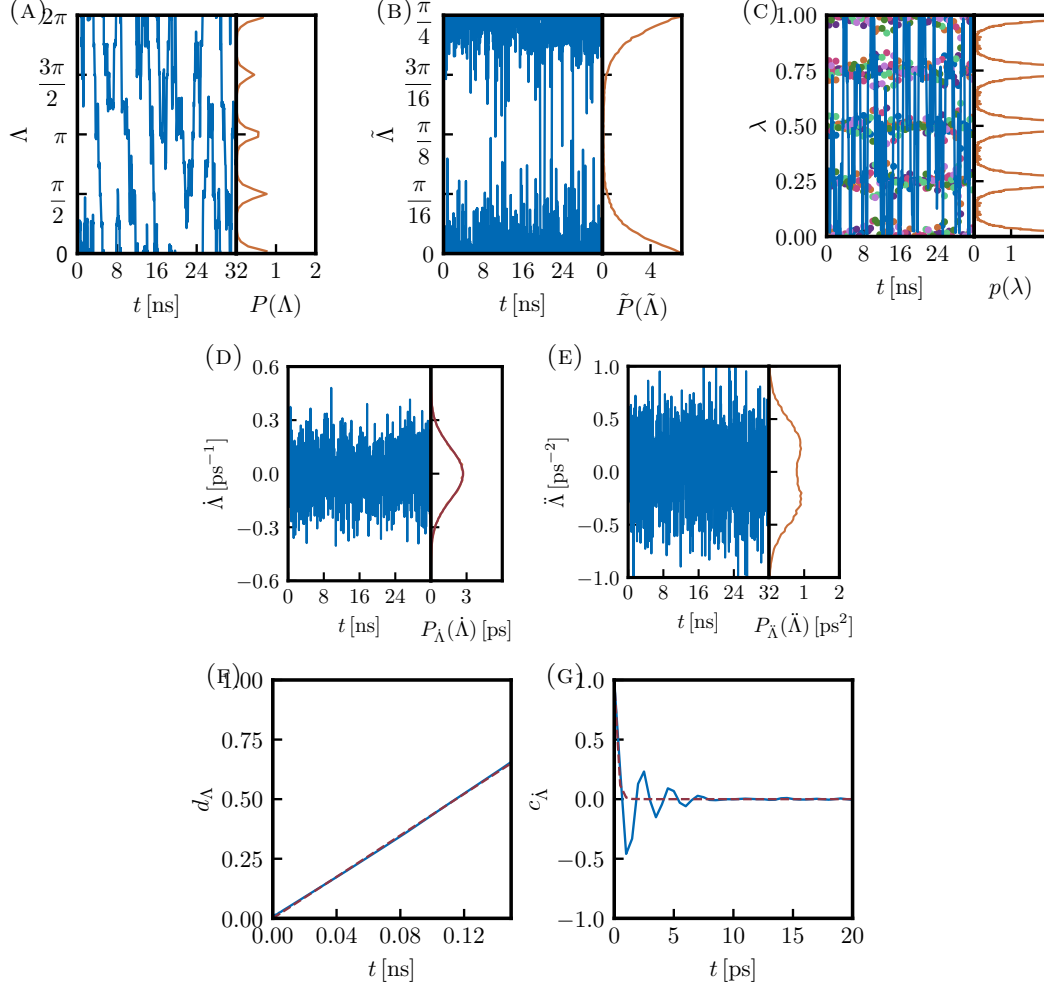 (A)
2π
3π
2
π
π
2
0
Λ
0
8
16
24
32
1
2
t [ns]
P(Λ)
(B)
π
4
3π
16
π
8
π
16
0
Λ̃
0
8
16
24
0
4
t [ns]
P̃(Λ̃)
(C)
1.00
0.75
0.50
0.25
0.00
λ
0
8
16
24
0
1
t [ns]
p(λ)
(D)
0.6
0.3
0.0
−0.3
−0.6
Λ̇ [ps⁻¹]
0
8
16
24
0
3
t [ns]
P_Λ̇(Λ̇) [ps]
(E)
1.0
0.5
0.0
−0.5
−1.0
Λ̈ [ps⁻²]
0
8
16
24
32
1
2
t [ns]
P_Λ̈(Λ̈) [ps²]
(F)
1.00
0.75
0.50
0.25
0.00
d_Λ
0.00
0.04
0.08
0.12
t [ns]
(G)
1.0
0.5
0.0
−0.5
−1.0
c_Λ̇
0
5
10
15
20
t [ps]